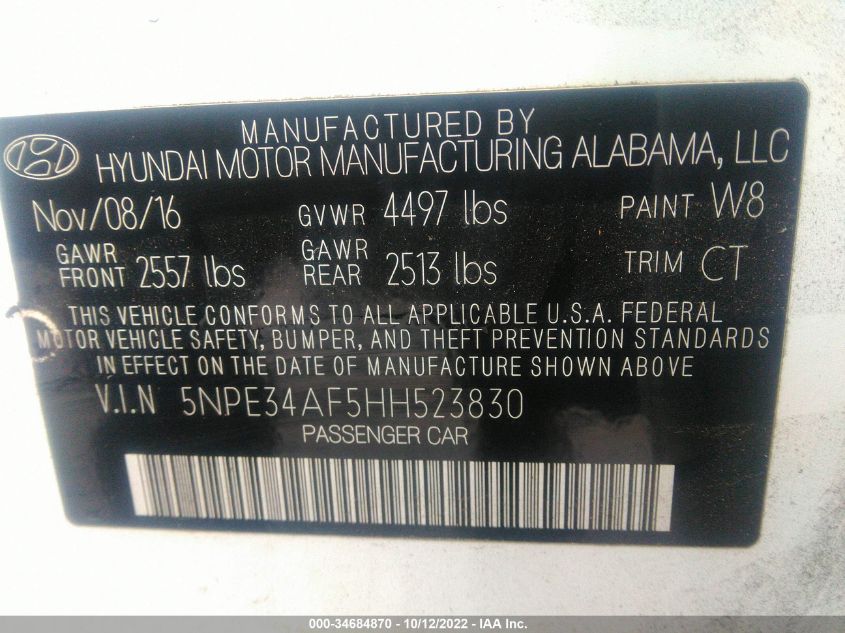 MANUFACTURED BY
HYUNDAI MOTOR MANUFACTURING ALABAMA, LLC
Nov/08/16 GVWR 4497 lbs PAINT W8
GAWR FRONT 2557 lbs GAWR REAR 2513 lbs TRIM CT
THIS VEHICLE CONFORMS TO ALL APPLICABLE U.S.A. FEDERAL
MOTOR VEHICLE SAFETY, BUMPER, AND THEFT PREVENTION STANDARDS
IN EFFECT ON THE DATE OF MANUFACTURE SHOWN ABOVE
V.I.N 5NPE34AF5HH523830
PASSENGER CAR
000-34684870 - 10/12/2022 - IAA Inc.